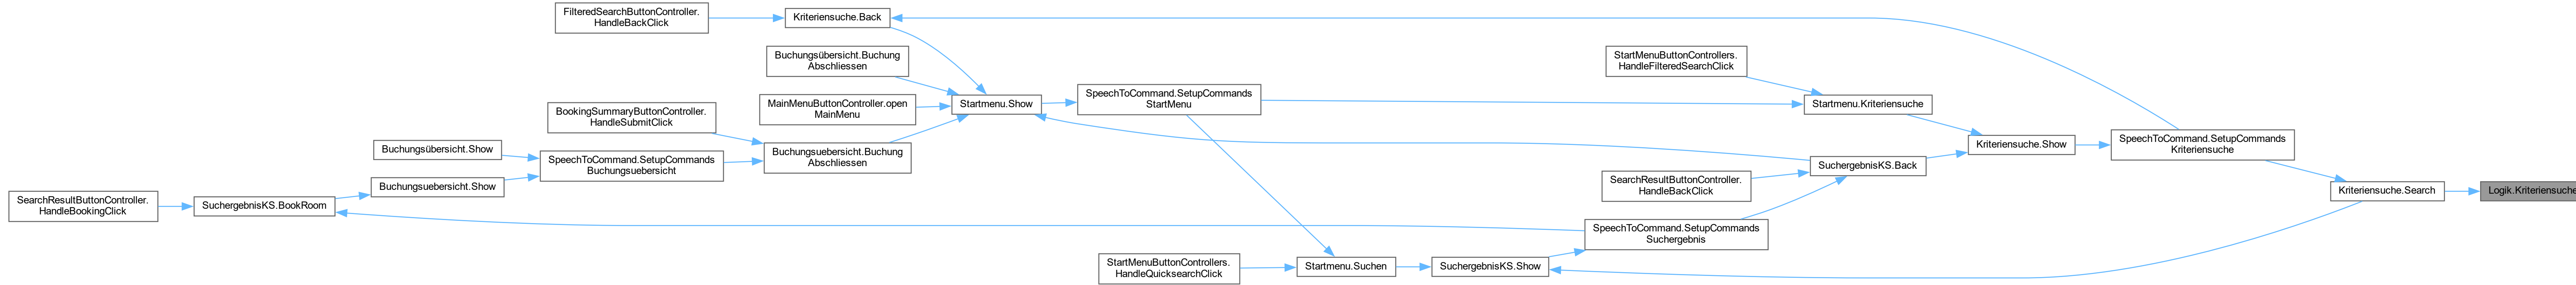 FilteredSearchButtonController.
HandleBackClick
Kriteriensuche.Back
Buchungsübersicht.Buchung
Abschliessen
MainMenuButtonController.open
MainMenu
BookingSummaryButtonController.
HandleSubmitClick
Buchungsuebersicht.Buchung
Abschliessen
Buchungsübersicht.Show
SpeechToCommand.SetupCommands
Buchungsuebersicht
Buchungsuebersicht.Show
SearchResultButtonController.
HandleBookingClick
SuchergebnisKS.BookRoom
Startmenu.Show
SpeechToCommand.SetupCommands
StartMenu
StartMenuButtonControllers.
HandleFilteredSearchClick
Startmenu.Kriteriensuche
Kriteriensuche.Show
SpeechToCommand.SetupCommands
Kriteriensuche
SuchergebnisKS.Back
SearchResultButtonController.
HandleBackClick
SpeechToCommand.SetupCommands
Suchergebnis
StartMenuButtonControllers.
HandleQuicksearchClick
Startmenu.Suchen
SuchergebnisKS.Show
Kriteriensuche.Search
Logik.Kriteriensuche